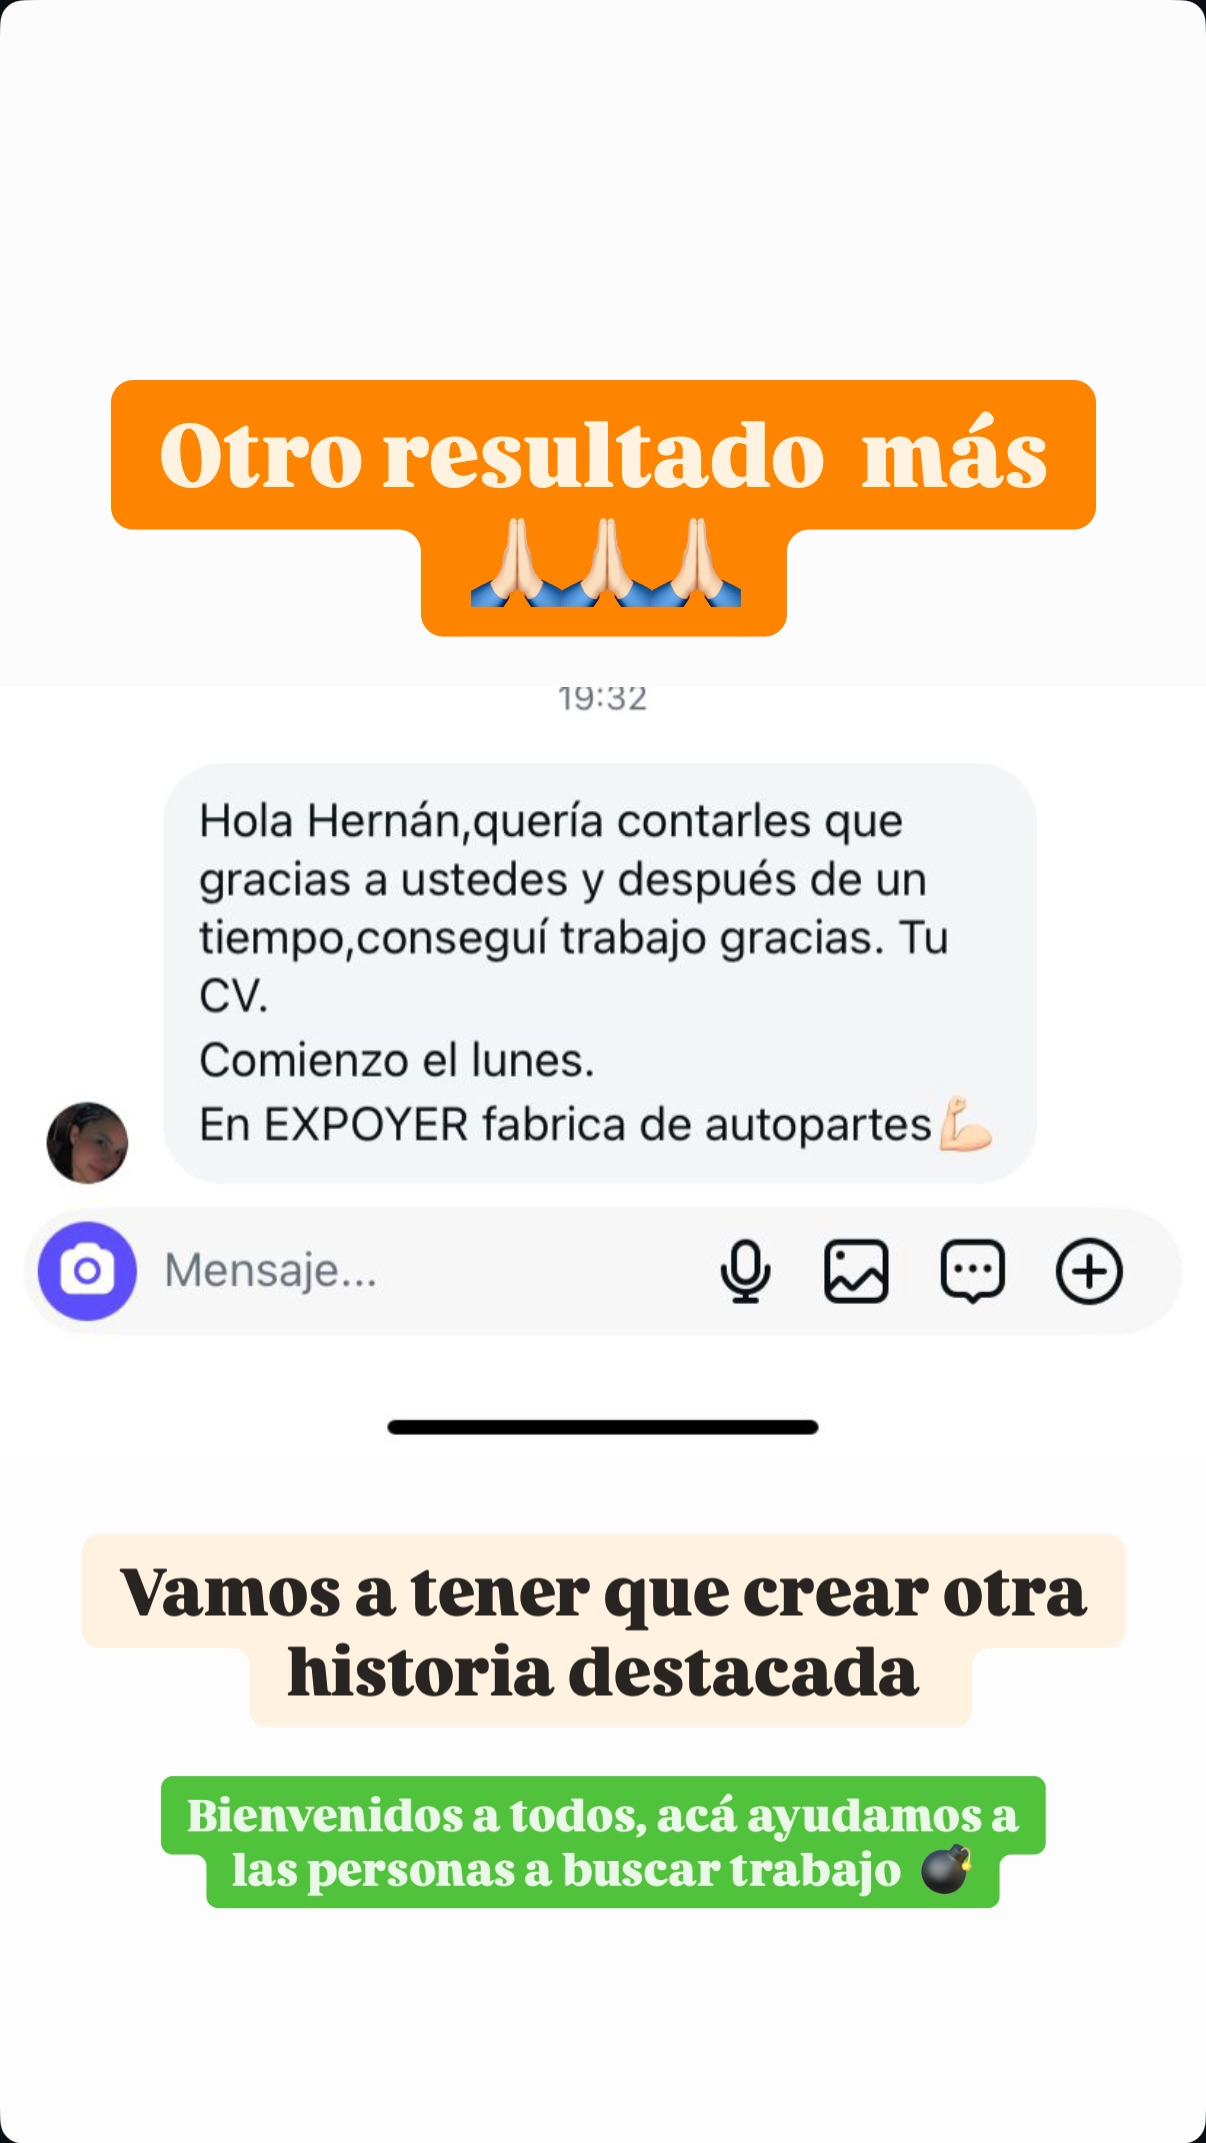 Otro resultado  más
🙏🏻🙏🏻🙏🏻
19:32
Hola Hernán,quería contarles que
gracias a ustedes y después de un
tiempo,conseguí trabajo gracias. Tu
CV.
Comienzo el lunes.
En EXPOYER fabrica de autopartes💪🏻
Mensaje...
Vamos a tener que crear otra
historia destacada
Bienvenidos a todos, acá ayudamos a
las personas a buscar trabajo 💣